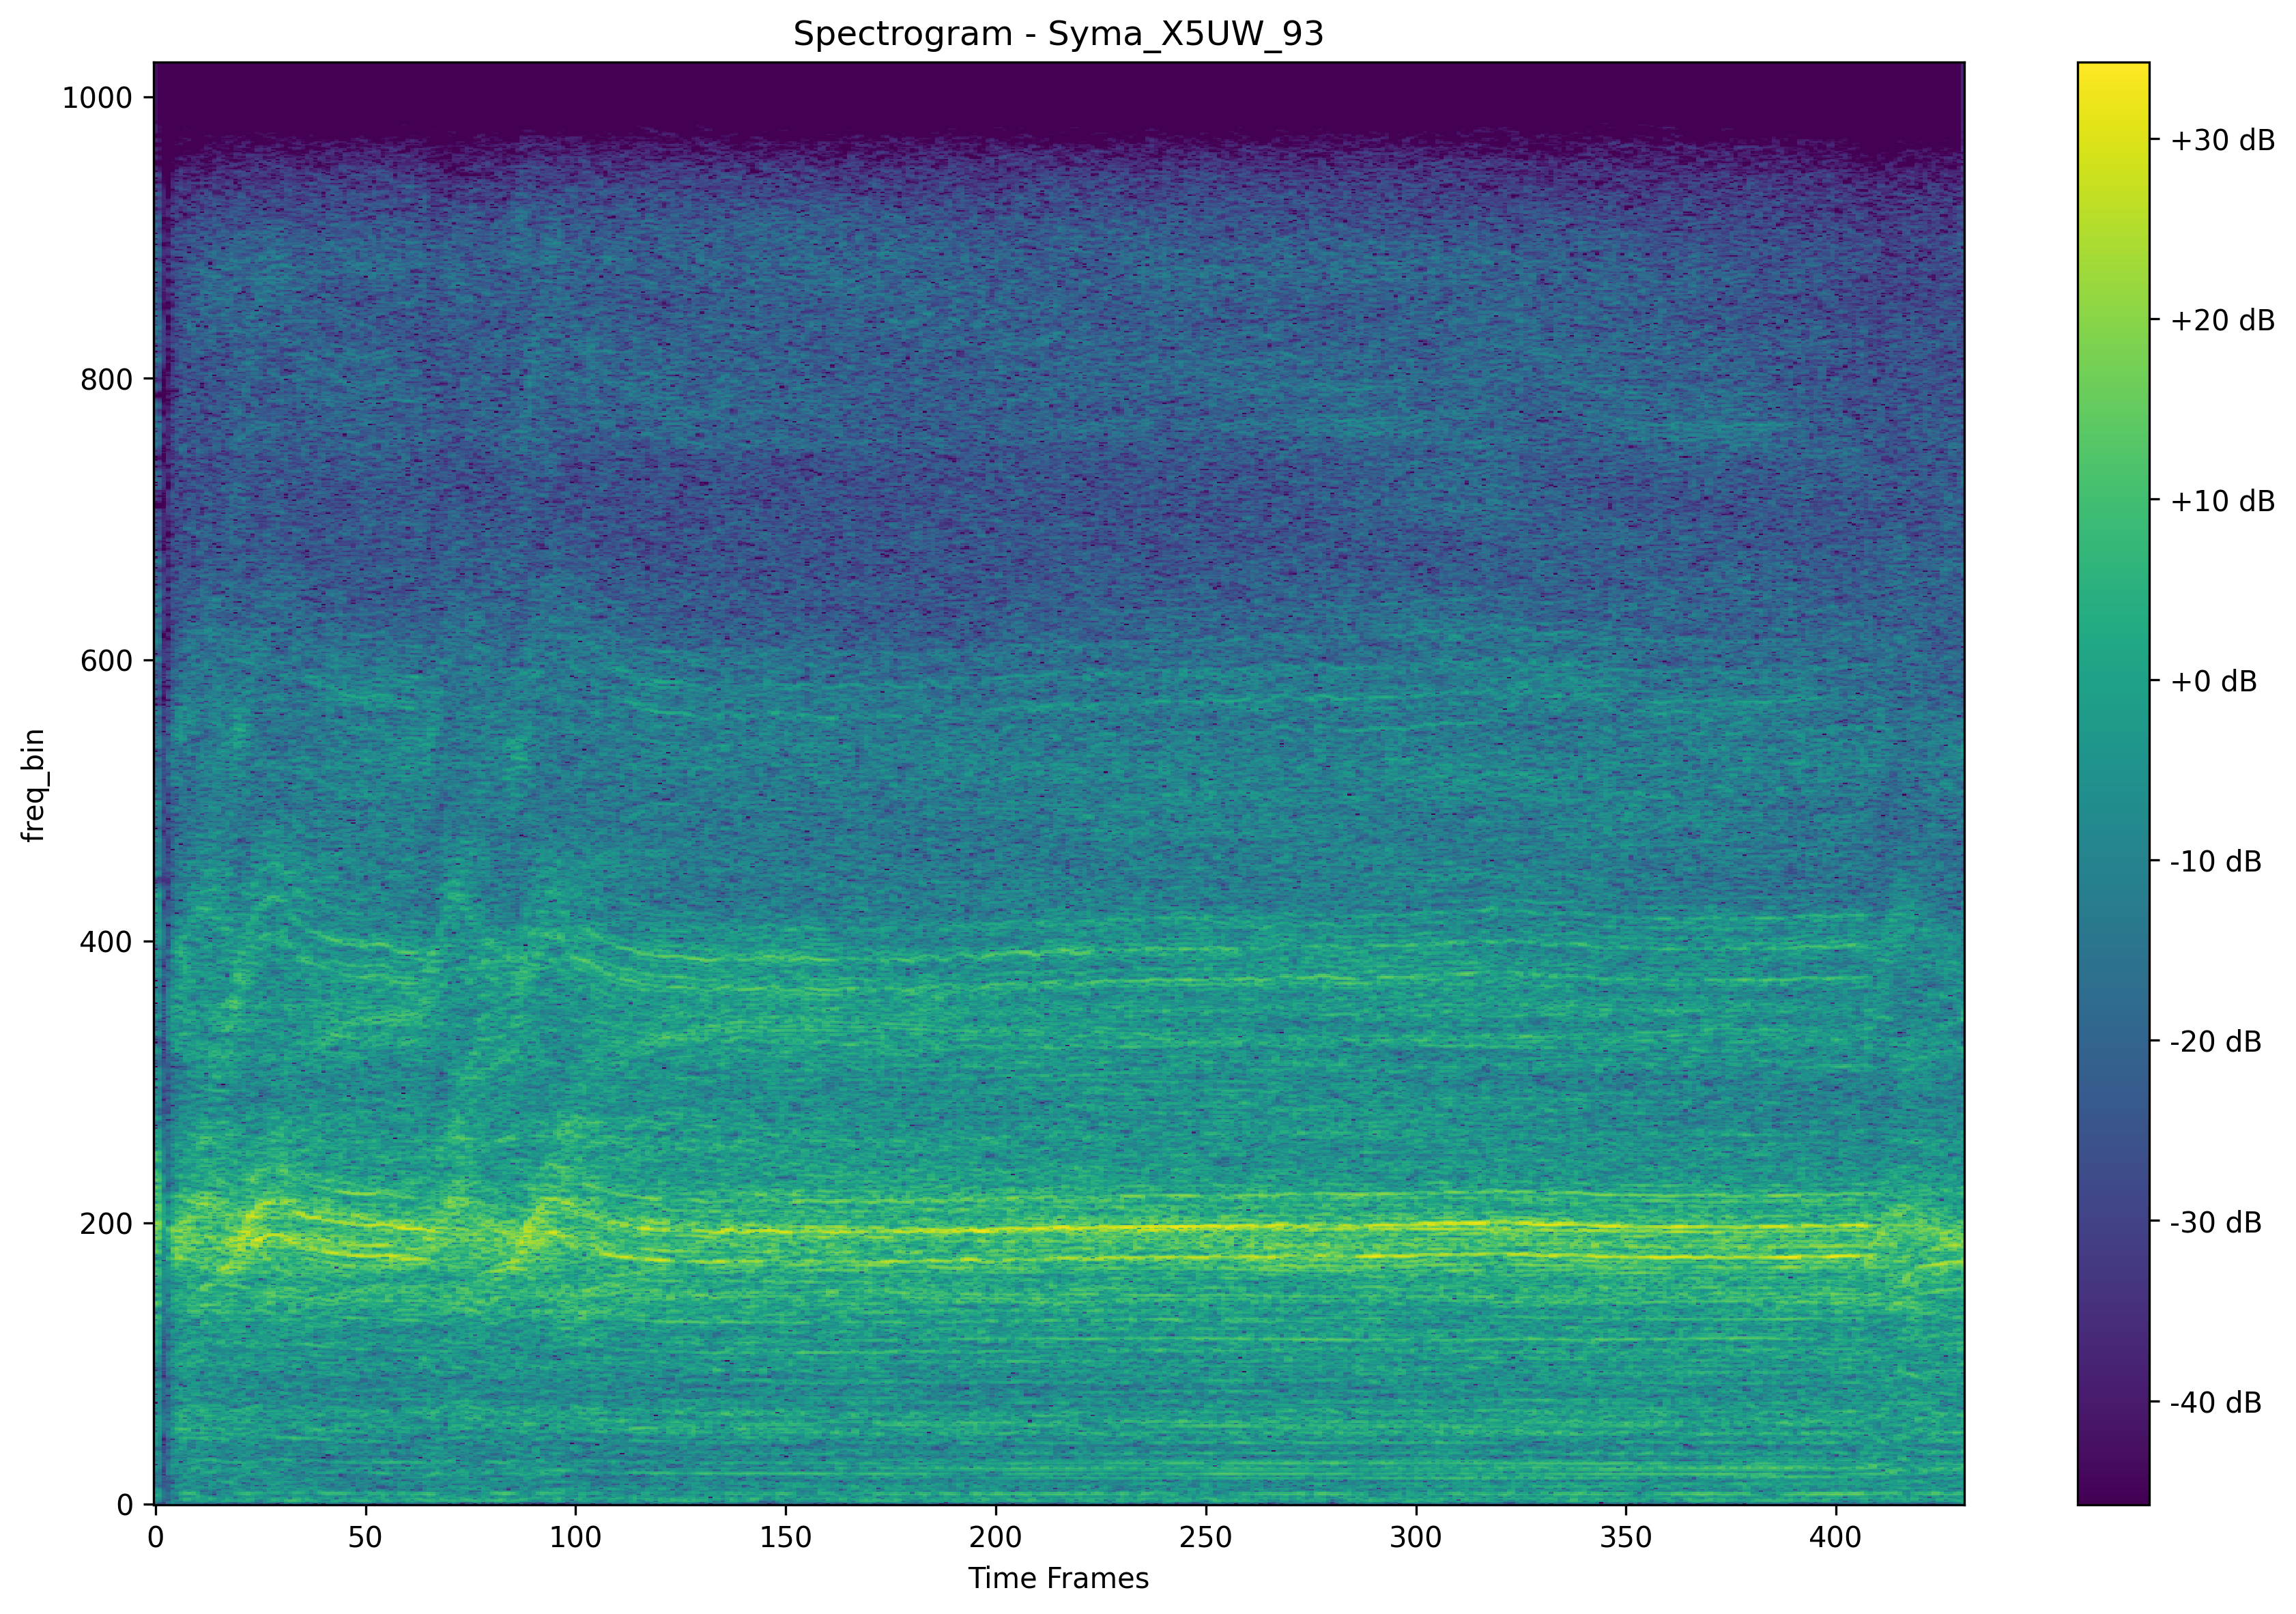 Spectrogram - Syma_X5UW_93
1000
800
600
400
200
0
freq_bin
0 50 100 150 200 250 300 350 400
Time Frames
+30 dB
+20 dB
+10 dB
+0 dB
-10 dB
-20 dB
-30 dB
-40 dB